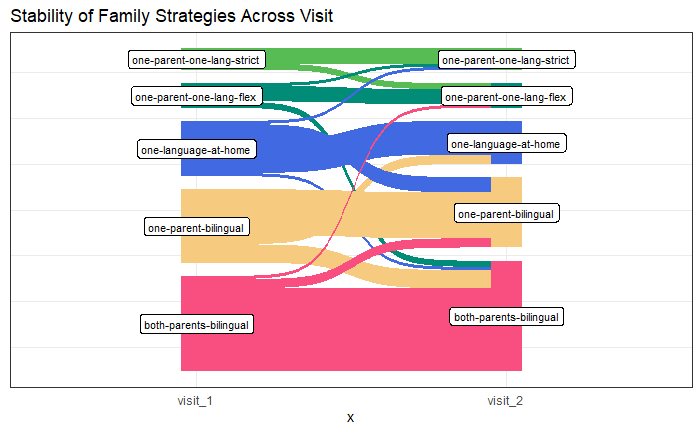 Stability of Family Strategies Across Visit
one-parent-one-lang-strict
one-parent-one-lang-strict
one-parent-one-lang-flex
one-parent-one-lang-flex
one-language-at-home
one-language-at-home
one-parent-bilingual
one-parent-bilingual
both-parents-bilingual
both-parents-bilingual
visit_1
visit_2
x